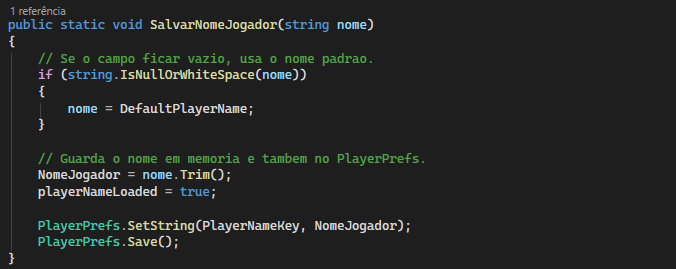 1 referência
public static void SalvarNomeJogador(string nome)
{
// Se o campo ficar vazio, usa o nome padrao.
if (string.IsNullOrWhiteSpace(nome))
{
nome = DefaultPlayerName;
}
// Guarda o nome em memoria e tambem no PlayerPrefs.
NomeJogador = nome.Trim();
playerNameLoaded = true;
PlayerPrefs.SetString(PlayerNameKey, NomeJogador);
PlayerPrefs.Save();
}